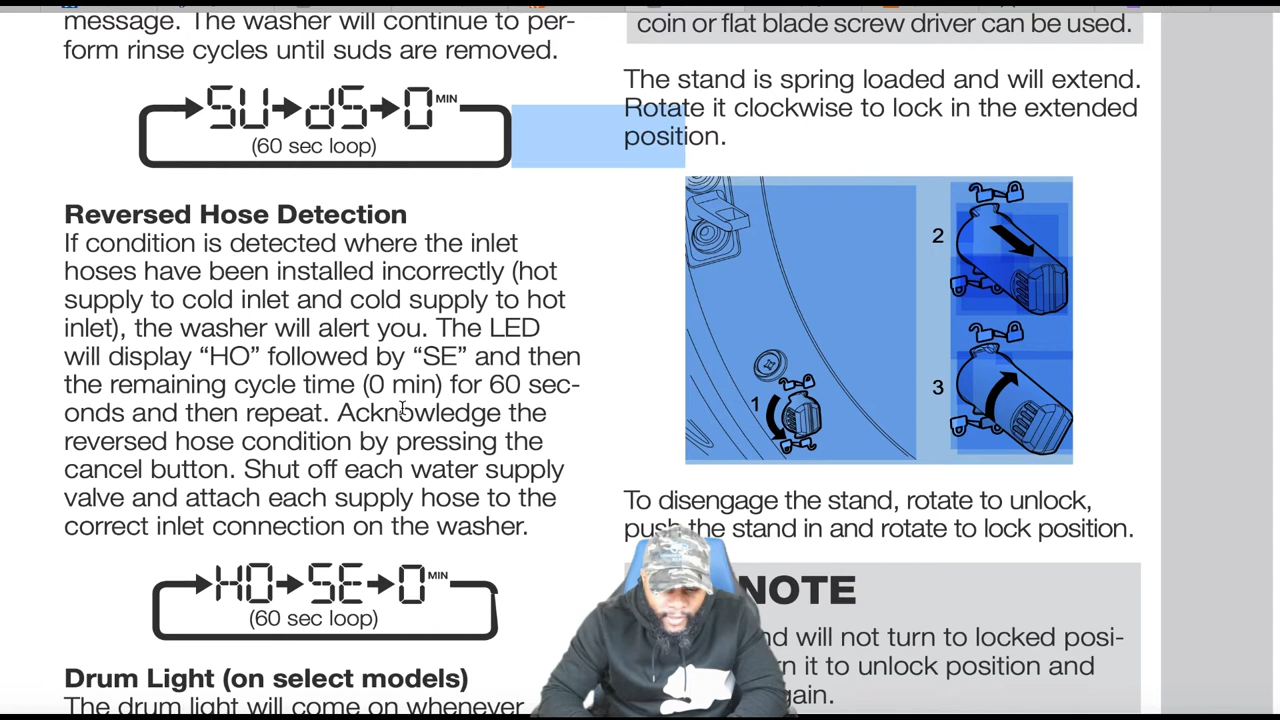 message. The washer will continue to per-
form rinse cycles until suds are removed.
SU dS 0 MIN
(60 sec loop)
Reversed Hose Detection
If condition is detected where the inlet
hoses have been installed incorrectly (hot
supply to cold inlet and cold supply to hot
inlet), the washer will alert you. The LED
will display “HO” followed by “SE” and then
the remaining cycle time (0 min) for 60 sec-
onds and then repeat. Acknowledge the
reversed hose condition by pressing the
cancel button. Shut off each water supply
valve and attach each supply hose to the
correct inlet connection on the washer.
HO SE 0 MIN
(60 sec loop)
Drum Light (on select models)
The drum light will come on whenever
coin or flat blade screw driver can be used.
The stand is spring loaded and will extend.
Rotate it clockwise to lock in the extended
position.
1
2
3
To disengage the stand, rotate to unlock,
push the stand in and rotate to lock position.
NOTE
will not turn to locked posi-
it to unlock position and